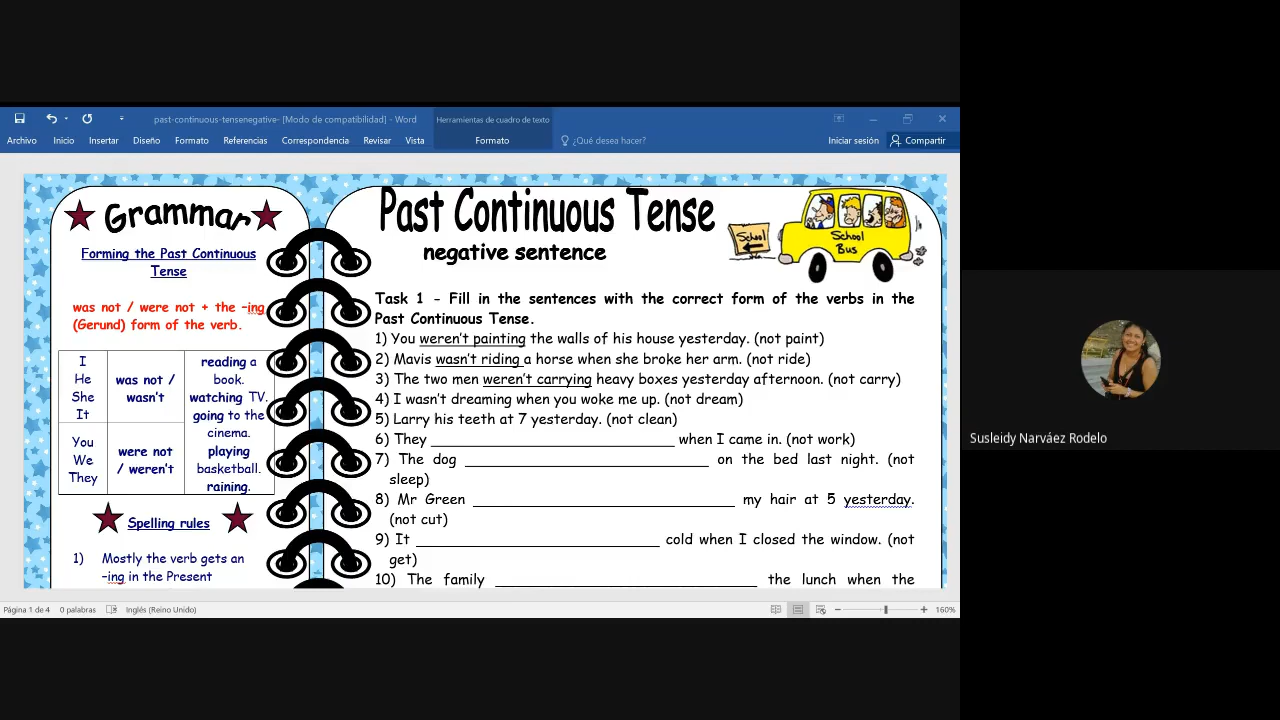 past-continuous-tensenegative- [Modo de compatibilidad] - Word
Herramientas de cuadro de texto
Archivo Inicio Insertar Diseño Formato Referencias Correspondencia Revisar Vista Formato ¿Qué desea hacer? Iniciar sesión Compartir
Grammar
Forming the Past Continuous
Tense
was not / were not + the –ing
(Gerund) form of the verb.
I
He
She
It
was not /
wasn’t
You
We
They
were not
/ weren’t
reading a
book.
watching TV.
going to the
cinema.
playing
basketball.
raining.
Spelling rules
1) Mostly the verb gets an
–ing in the Present
Past Continuous Tense
negative sentence
School
School
Bus
Task 1 - Fill in the sentences with the correct form of the verbs in the
Past Continuous Tense.
1) You weren’t painting the walls of his house yesterday. (not paint)
2) Mavis wasn’t riding a horse when she broke her arm. (not ride)
3) The two men weren’t carrying heavy boxes yesterday afternoon. (not carry)
4) I wasn’t dreaming when you woke me up. (not dream)
5) Larry his teeth at 7 yesterday. (not clean)
6) They ____________________________ when I came in. (not work)
7) The dog ____________________________ on the bed last night. (not
sleep)
8) Mr Green ______________________________ my hair at 5 yesterday.
(not cut)
9) It ____________________________ cold when I closed the window. (not
get)
10) The family ______________________________ the lunch when the
Página 1 de 4 0 palabras Inglés (Reino Unido) 160%
Susleidy Narváez Rodelo